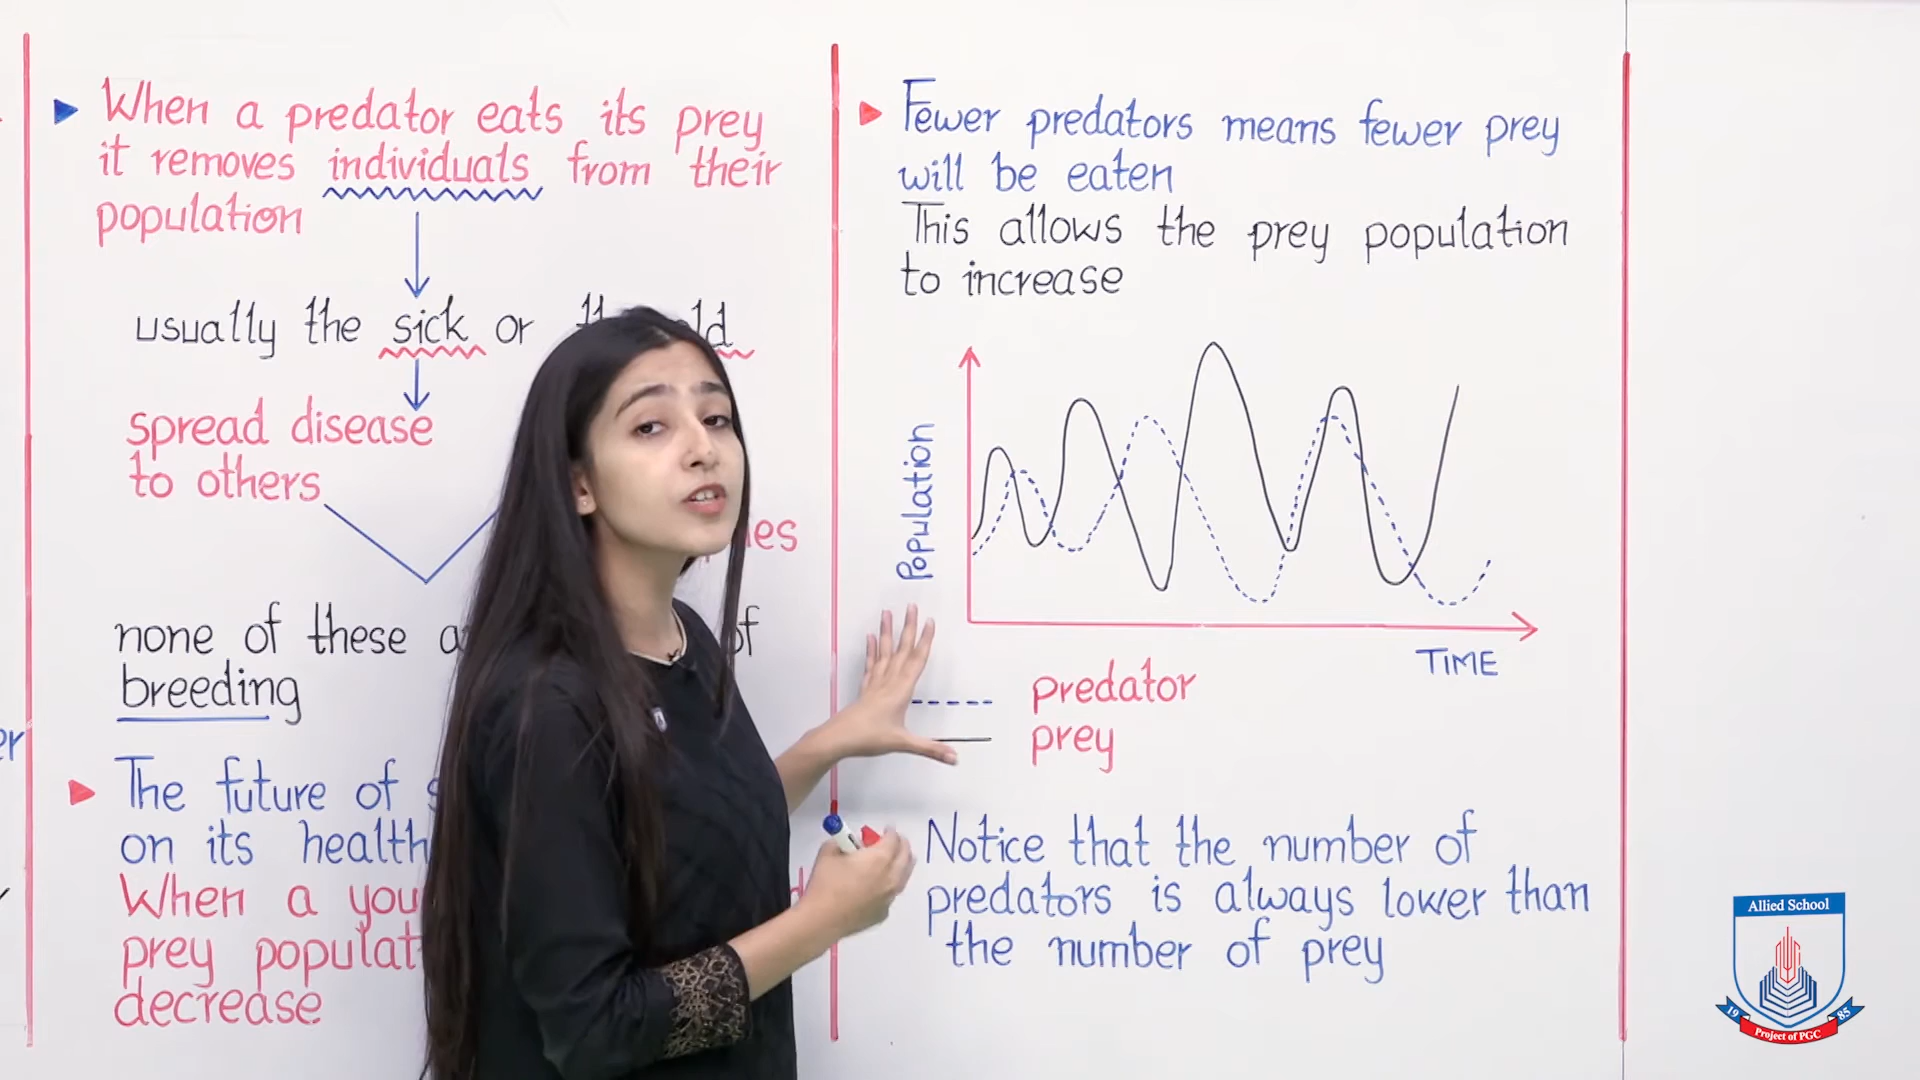 When a predator eats its prey
it removes individuals from their
population
usually the sick or
spread disease
to others
none of these
of
breeding
The future of
on its health
When a
prey
decrease
Fewer predators means fewer prey
will be eaten
This allows the prey population
to increase
Population
TIME
predator
prey
Notice that the number of
predators is always lower than
the number of prey
Allied School
19 85
Project of PGC